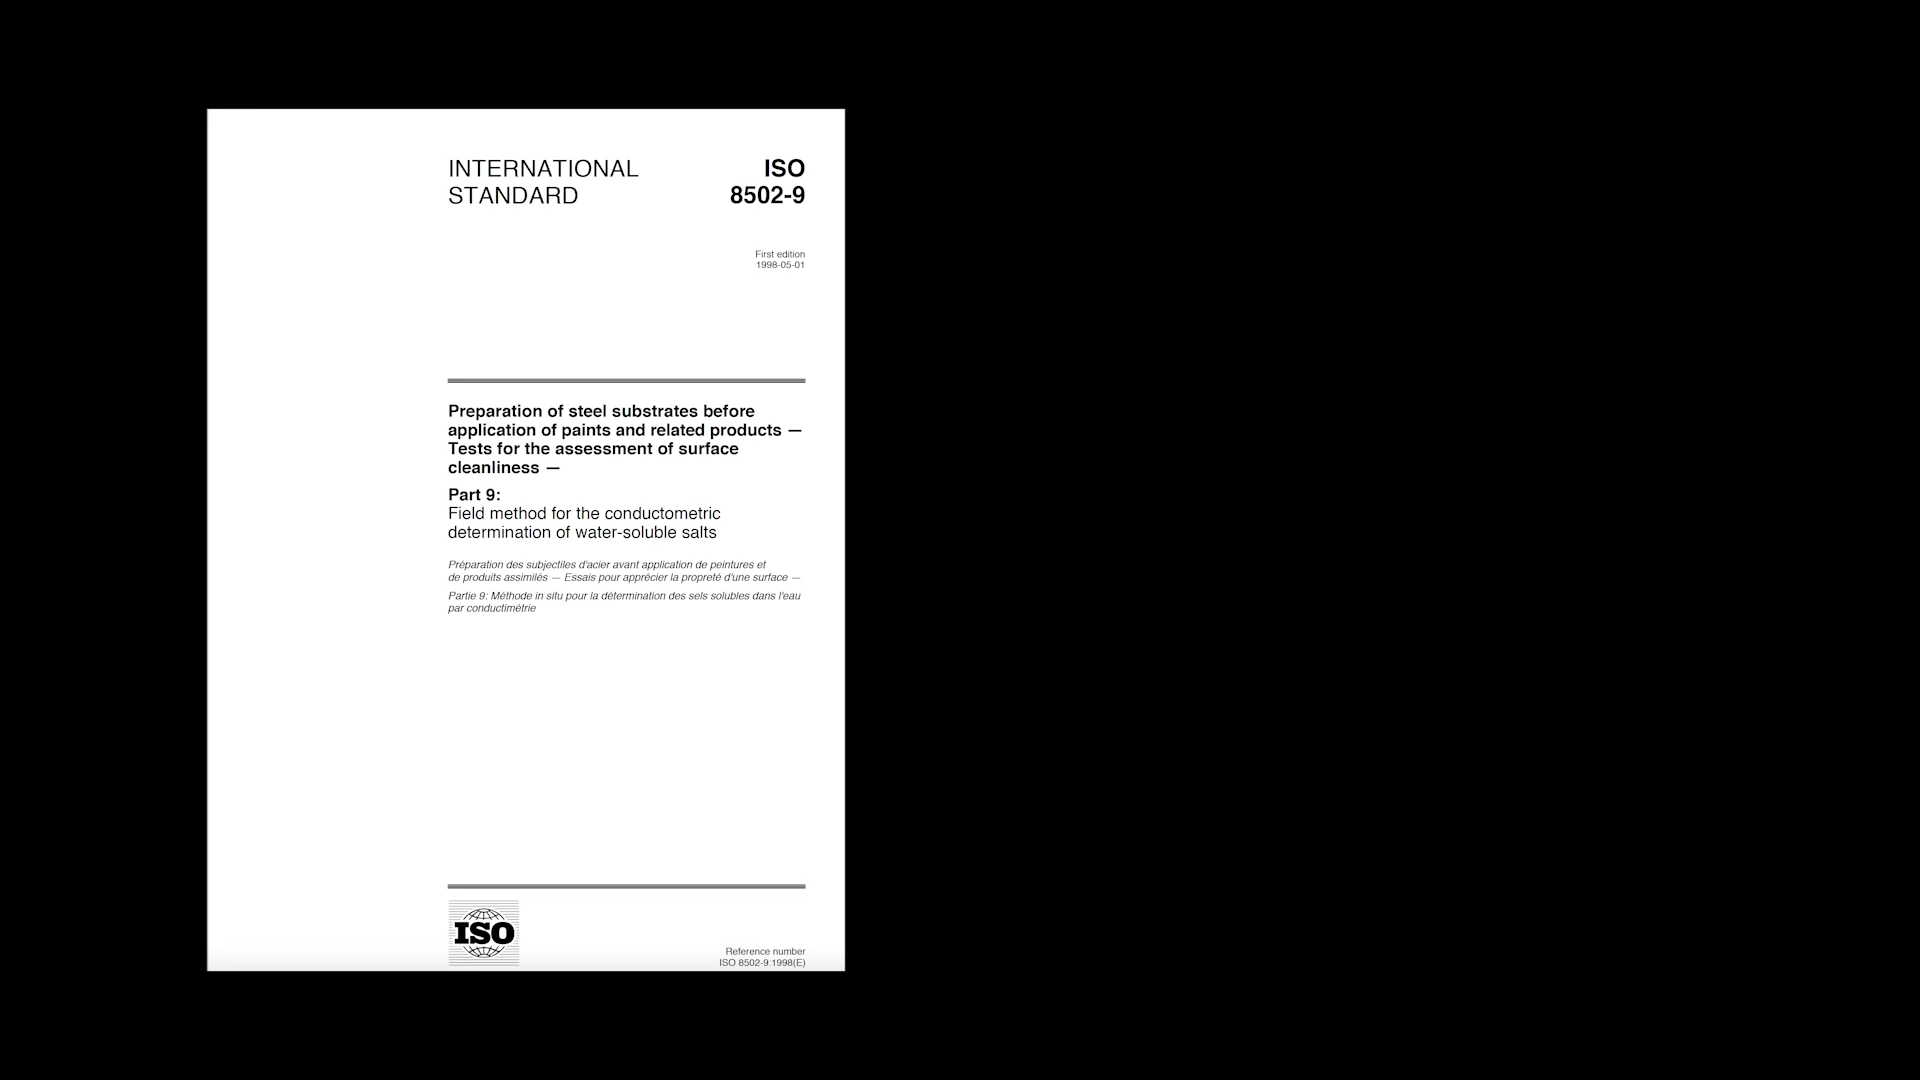 INTERNATIONAL
STANDARD
ISO
8502-9
First edition
1998-05-01
Preparation of steel substrates before
application of paints and related products —
Tests for the assessment of surface
cleanliness —
Part 9:
Field method for the conductometric
determination of water-soluble salts
Préparation des subjectiles d'acier avant application de peintures et
de produits assimilés — Essais pour apprécier la propreté d'une surface —
Partie 9: Méthode in situ pour la détermination des sels solubles dans l'eau
par conductimétrie
ISO
Reference number
ISO 8502-9:1998(E)